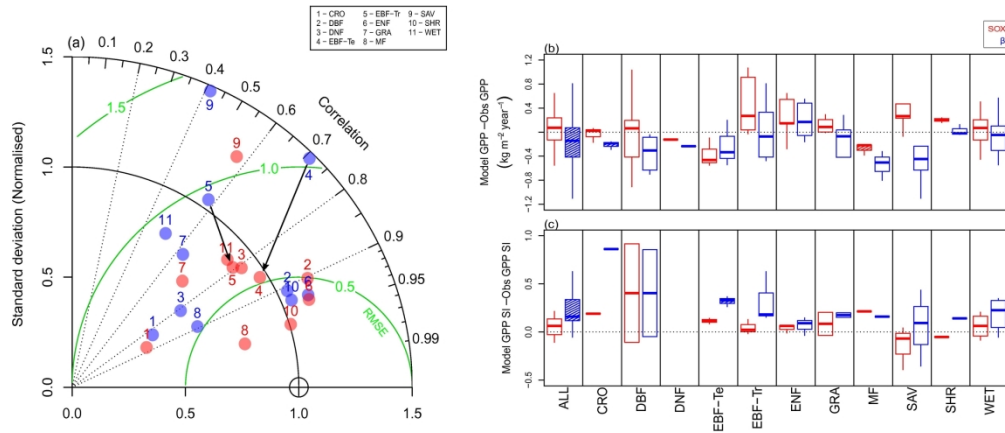 1 − CRO 5 − EBF−Tr 9 − SAV
2 − DBF 6 − ENF 10 − SHR
3 − DNF 7 − GRA 11 − WET
4 − EBF−Te 8 − MF
(a)
0.1 0.2 0.3 0.4 0.5 0.6 0.7 0.8 0.9 0.95 0.99
Correlation
1.5
1.0
0.5
0.0
Standard deviation (Normalised)
1.5
1.0
0.5
RMSE
9
4
5
11
7
3
1
8
2
10
6
9
11
5
3
4
7
1
8
10
2
0.0 0.5 1.0 1.5
(b)
SOX
β
Model GPP −Obs GPP
(kg m⁻² year⁻¹)
1.2
0.8
0.4
0
-0.4
-0.8
-1.2
(c)
Model GPP SI −Obs GPP SI
1.0
0.5
0.0
-0.5
ALL CRO DBF DNF EBF−Te EBF−Tr ENF GRA MF SAV SHR WET